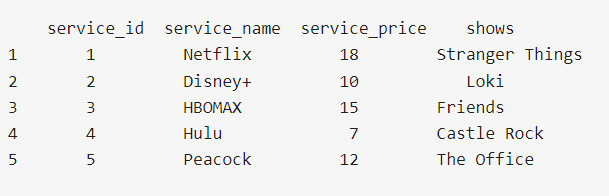 service_id service_name service_price shows
1 1 Netflix 18 Stranger Things
2 2 Disney+ 10 Loki
3 3 HBOMAX 15 Friends
4 4 Hulu 7 Castle Rock
5 5 Peacock 12 The Office